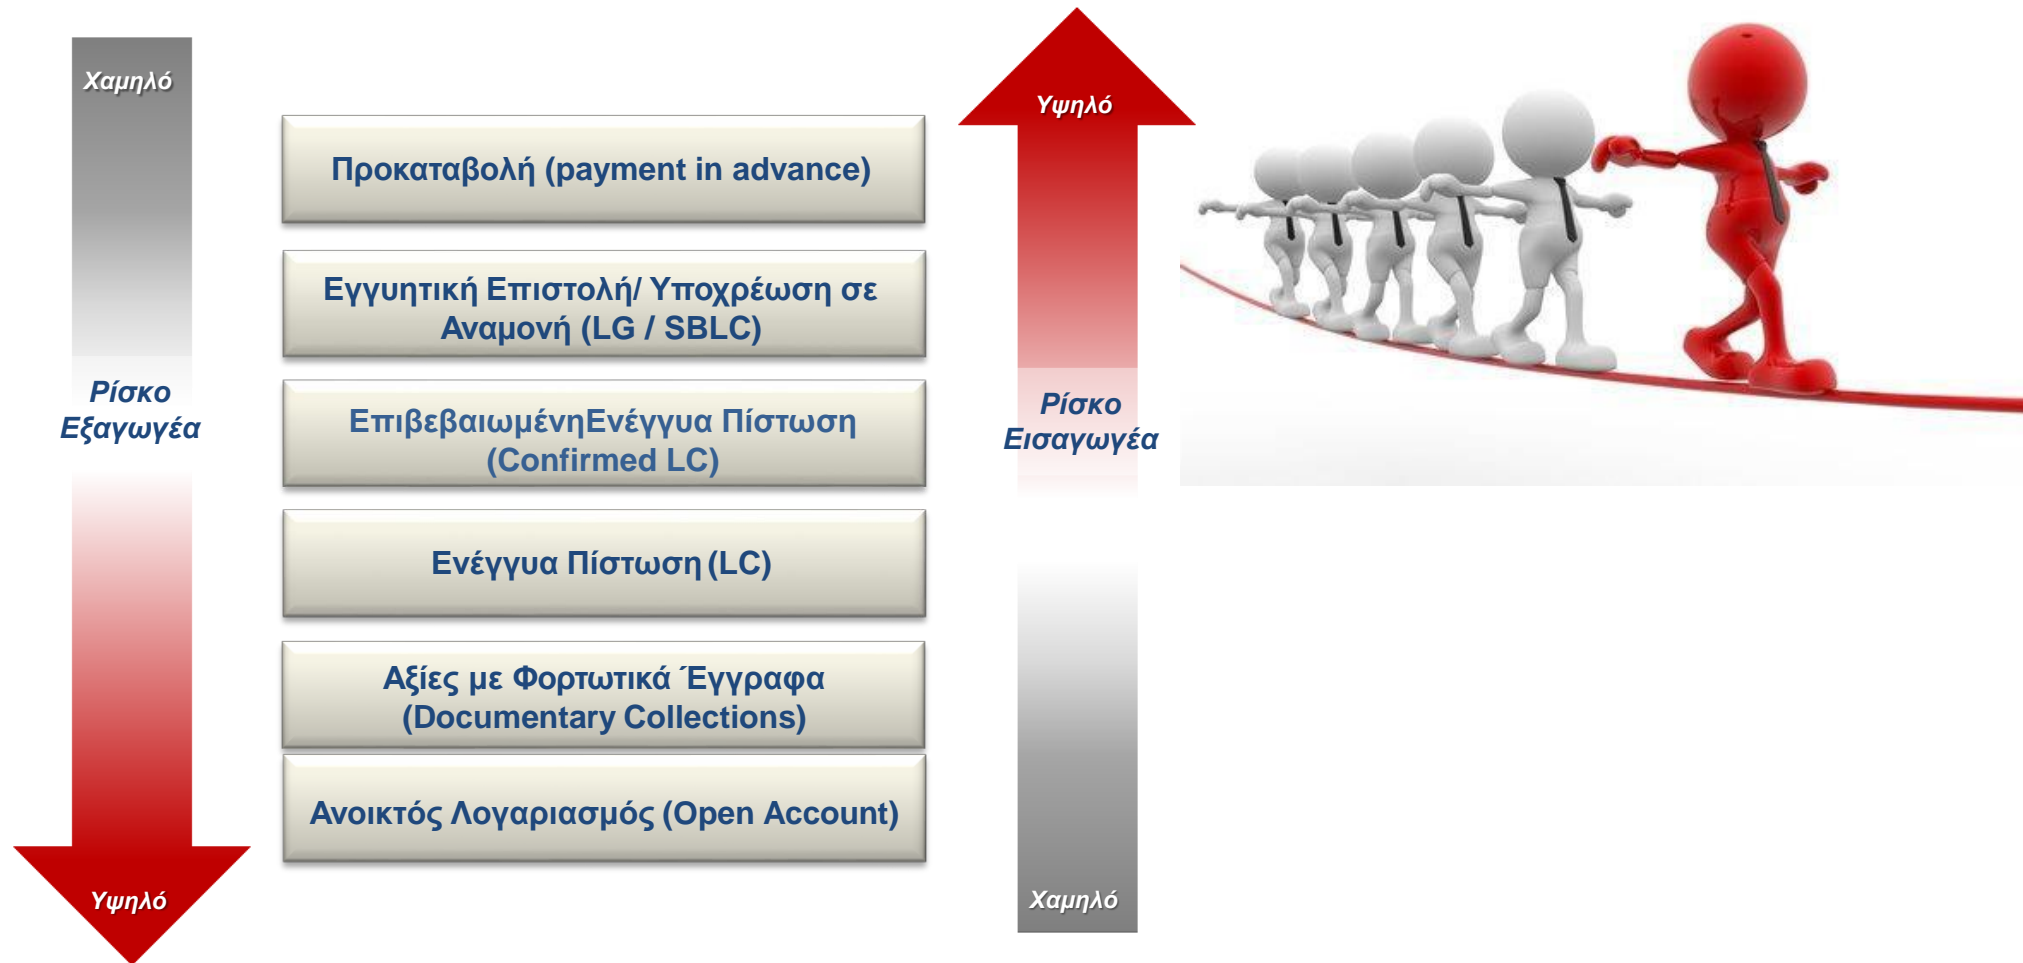 Χαμηλό
Ρίσκο
Εξαγωγέα
Υψηλό
Προκαταβολή (payment in advance)
Εγγυητική Επιστολή/ Υποχρέωση σε
Αναμονή (LG / SBLC)
ΕπιβεβαιωμένηΕνέγγυα Πίστωση
(Confirmed LC)
Ενέγγυα Πίστωση (LC)
Αξίες με Φορτωτικά Έγγραφα
(Documentary Collections)
Ανοικτός Λογαριασμός (Open Account)
Υψηλό
Ρίσκο
Εισαγωγέα
Χαμηλό